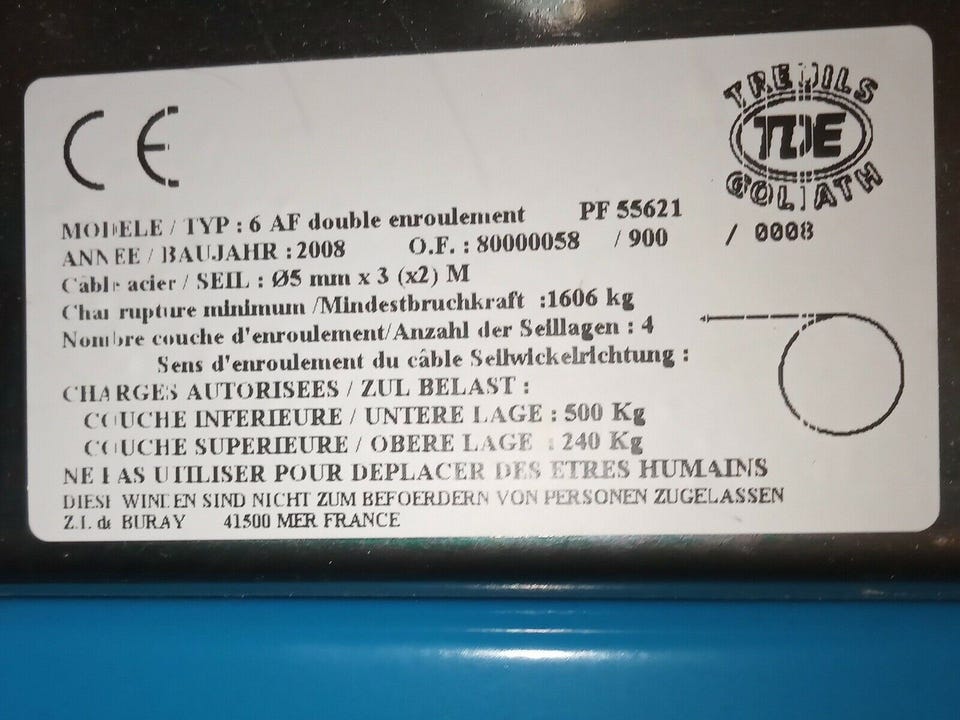 CE
TREUILS
TDE
GOLIATH
MODELE / TYP : 6 AF double enroulement PF 55621
ANNEE / BAUJAHR : 2008 O.F. : 80000058 / 900 / 0008
Câble acier / SEIL : Ø5 mm x 3 (x2) M
Char rupture minimum /Mindestbruchkraft :1606 kg
Nombre couche d'enroulement/Anzahl der Seillagen : 4
Sens d'enroulement du câble Seilwickelrichtung :
CHARGES AUTORISEES / ZUL BELAST :
COUCHE INFERIEURE / UNTERE LAGE : 500 Kg
COUCHE SUPERIEURE / OBERE LAGE : 240 Kg
NE PAS UTILISER POUR DEPLACER DES ETRES HUMAINS
DIESE WINDEN SIND NICHT ZUM BEFOERDERN VON PERSONEN ZUGELASSEN
Z.I. de BURAY 41500 MER FRANCE